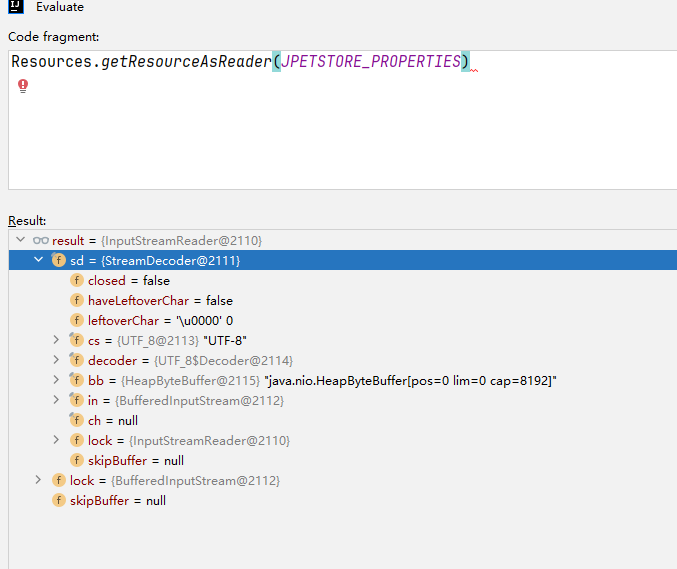 IJ Evaluate
Code fragment:
Resources.getResourceAsReader(JPETSTORE_PROPERTIES)
Result:
result = {InputStreamReader@2110}
f sd = {StreamDecoder@2111}
f closed = false
f haveLeftoverChar = false
f leftoverChar = '\u0000' 0
f cs = {UTF_8@2113} "UTF-8"
f decoder = {UTF_8$Decoder@2114}
f bb = {HeapByteBuffer@2115} "java.nio.HeapByteBuffer[pos=0 lim=0 cap=8192]"
f in = {BufferedInputStream@2112}
f ch = null
f lock = {InputStreamReader@2110}
f skipBuffer = null
f lock = {BufferedInputStream@2112}
f skipBuffer = null